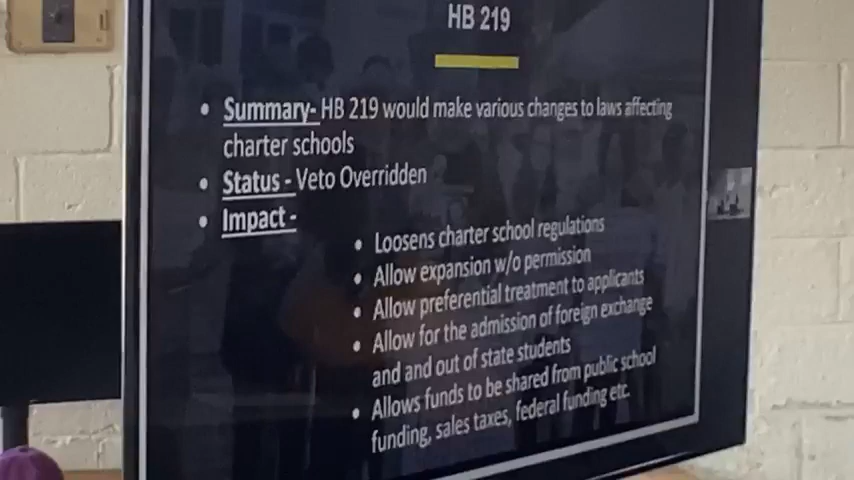 HB 219
• Summary- HB 219 would make various changes to laws affecting
charter schools
• Status - Veto Overridden
• Impact -
• Loosens charter school regulations
• Allow expansion w/o permission
• Allow preferential treatment to applicants
• Allow for the admission of foreign exchange
and and out of state students
• Allows funds to be shared from public school
funding, sales taxes, federal funding etc.